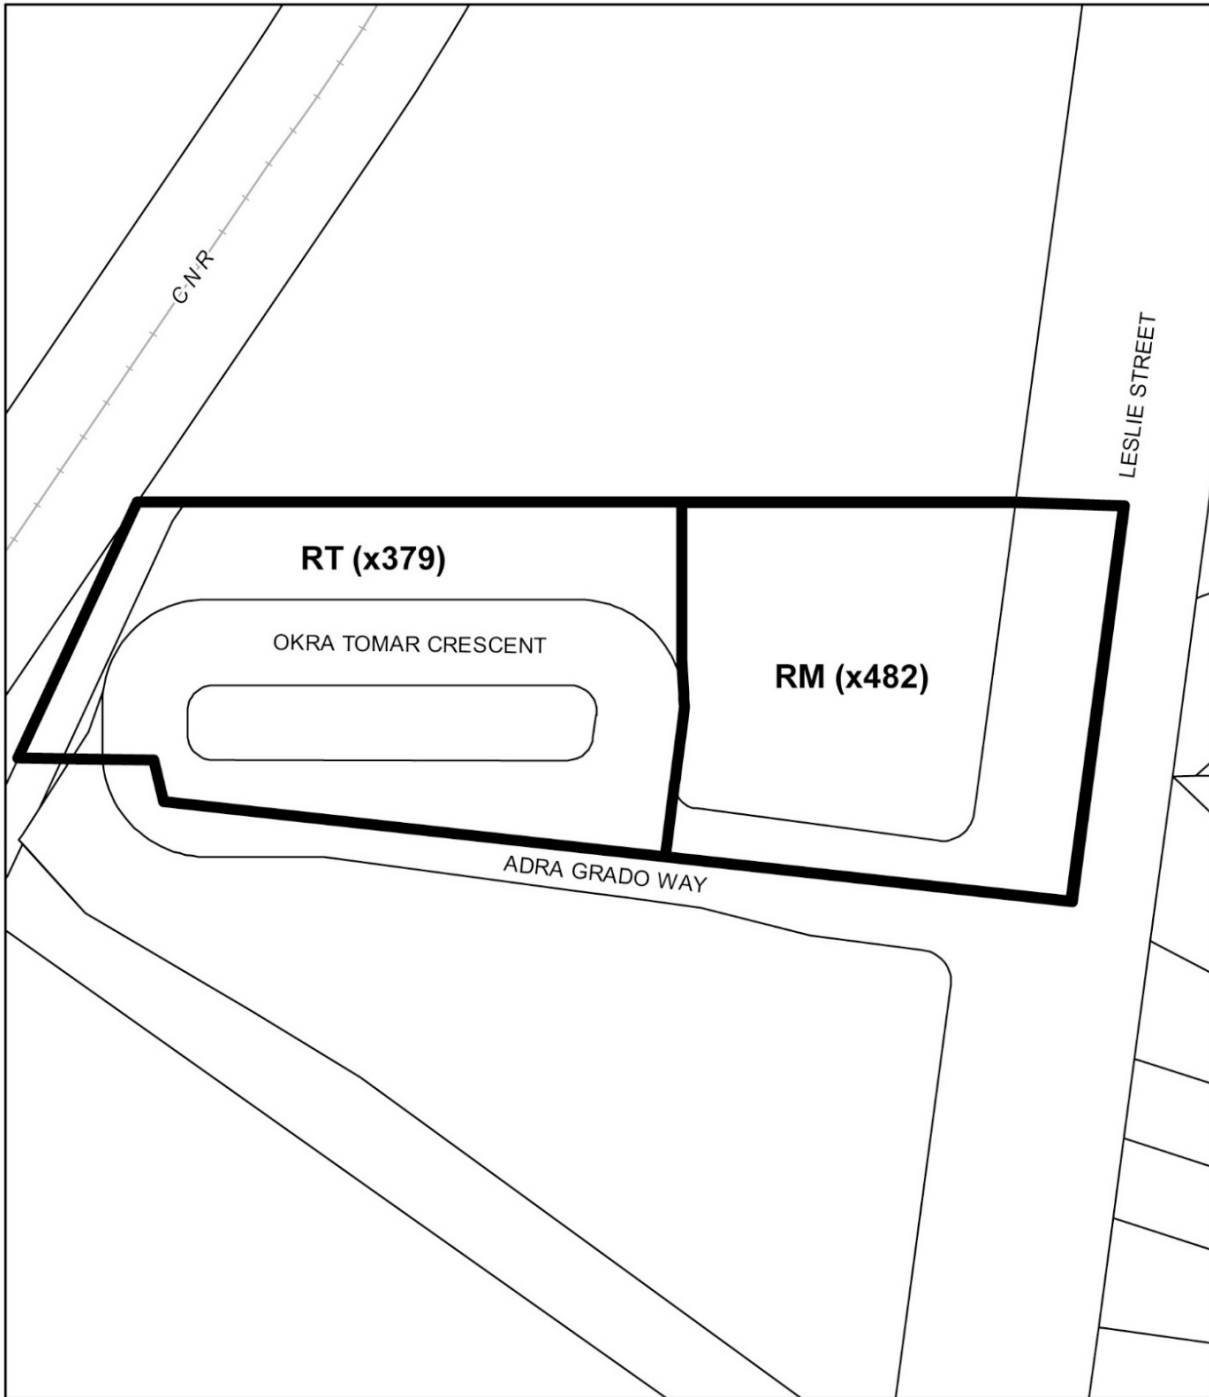 C-N-R
LESLIE STREET
RT (x379)
OKRA TOMAR CRESCENT
RM (x482)
ADRA GRADO WAY